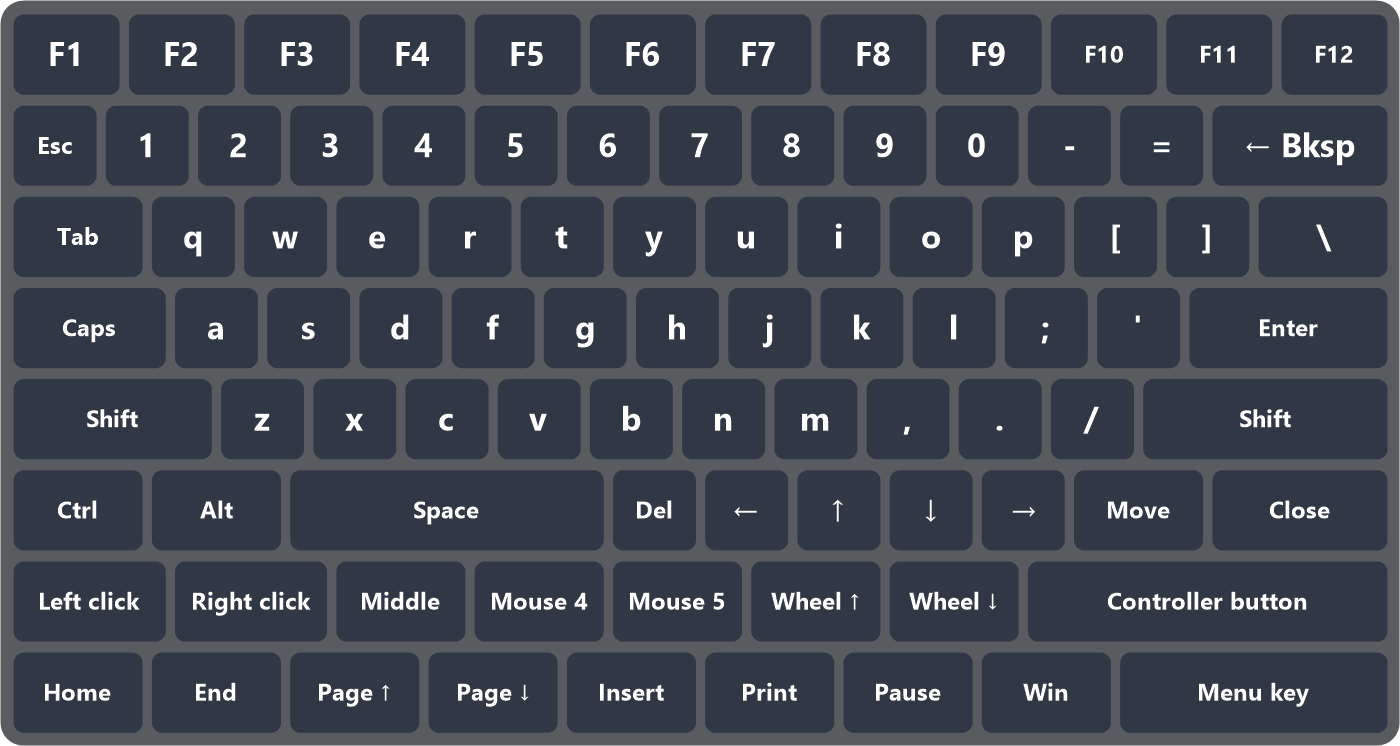 F1 F2 F3 F4 F5 F6 F7 F8 F9 F10 F11 F12
Esc 1 2 3 4 5 6 7 8 9 0 - = ← Bksp
Tab q w e r t y u i o p [ ] \
Caps a s d f g h j k l ; ' Enter
Shift z x c v b n m , . / Shift
Ctrl Alt Space Del ← ↑ ↓ → Move Close
Left click Right click Middle Mouse 4 Mouse 5 Wheel ↑ Wheel ↓ Controller button
Home End Page ↑ Page ↓ Insert Print Pause Win Menu key